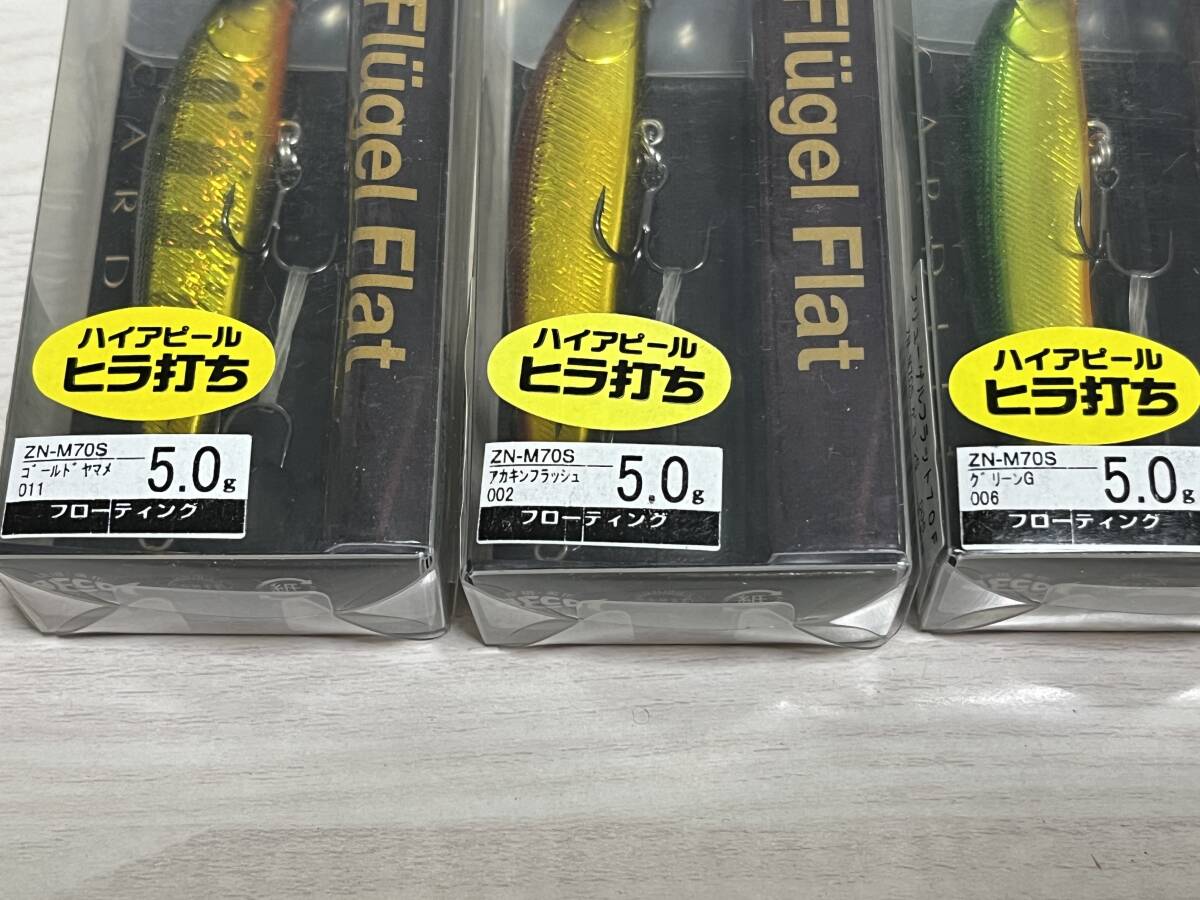 CARD
Flügel Flat
ハイアピール
ヒラ打ち
ZN-M70S
ゴールドヤマメ
011
5.0g
フローティング
Flügel Flat
ハイアピール
ヒラ打ち
ZN-M70S
アカキンフラッシュ
002
5.0g
フローティング
ARD
ハイアピール
ヒラ打ち
ZN-M70S
グリーンG
006
5.0g
フローティング